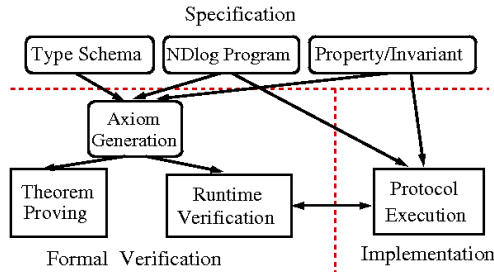 Specification
Type Schema
NDlog Program
Property/Invariant
Axiom
Generation
Theorem
Proving
Runtime
Verification
Protocol
Execution
Formal Verification
Implementation